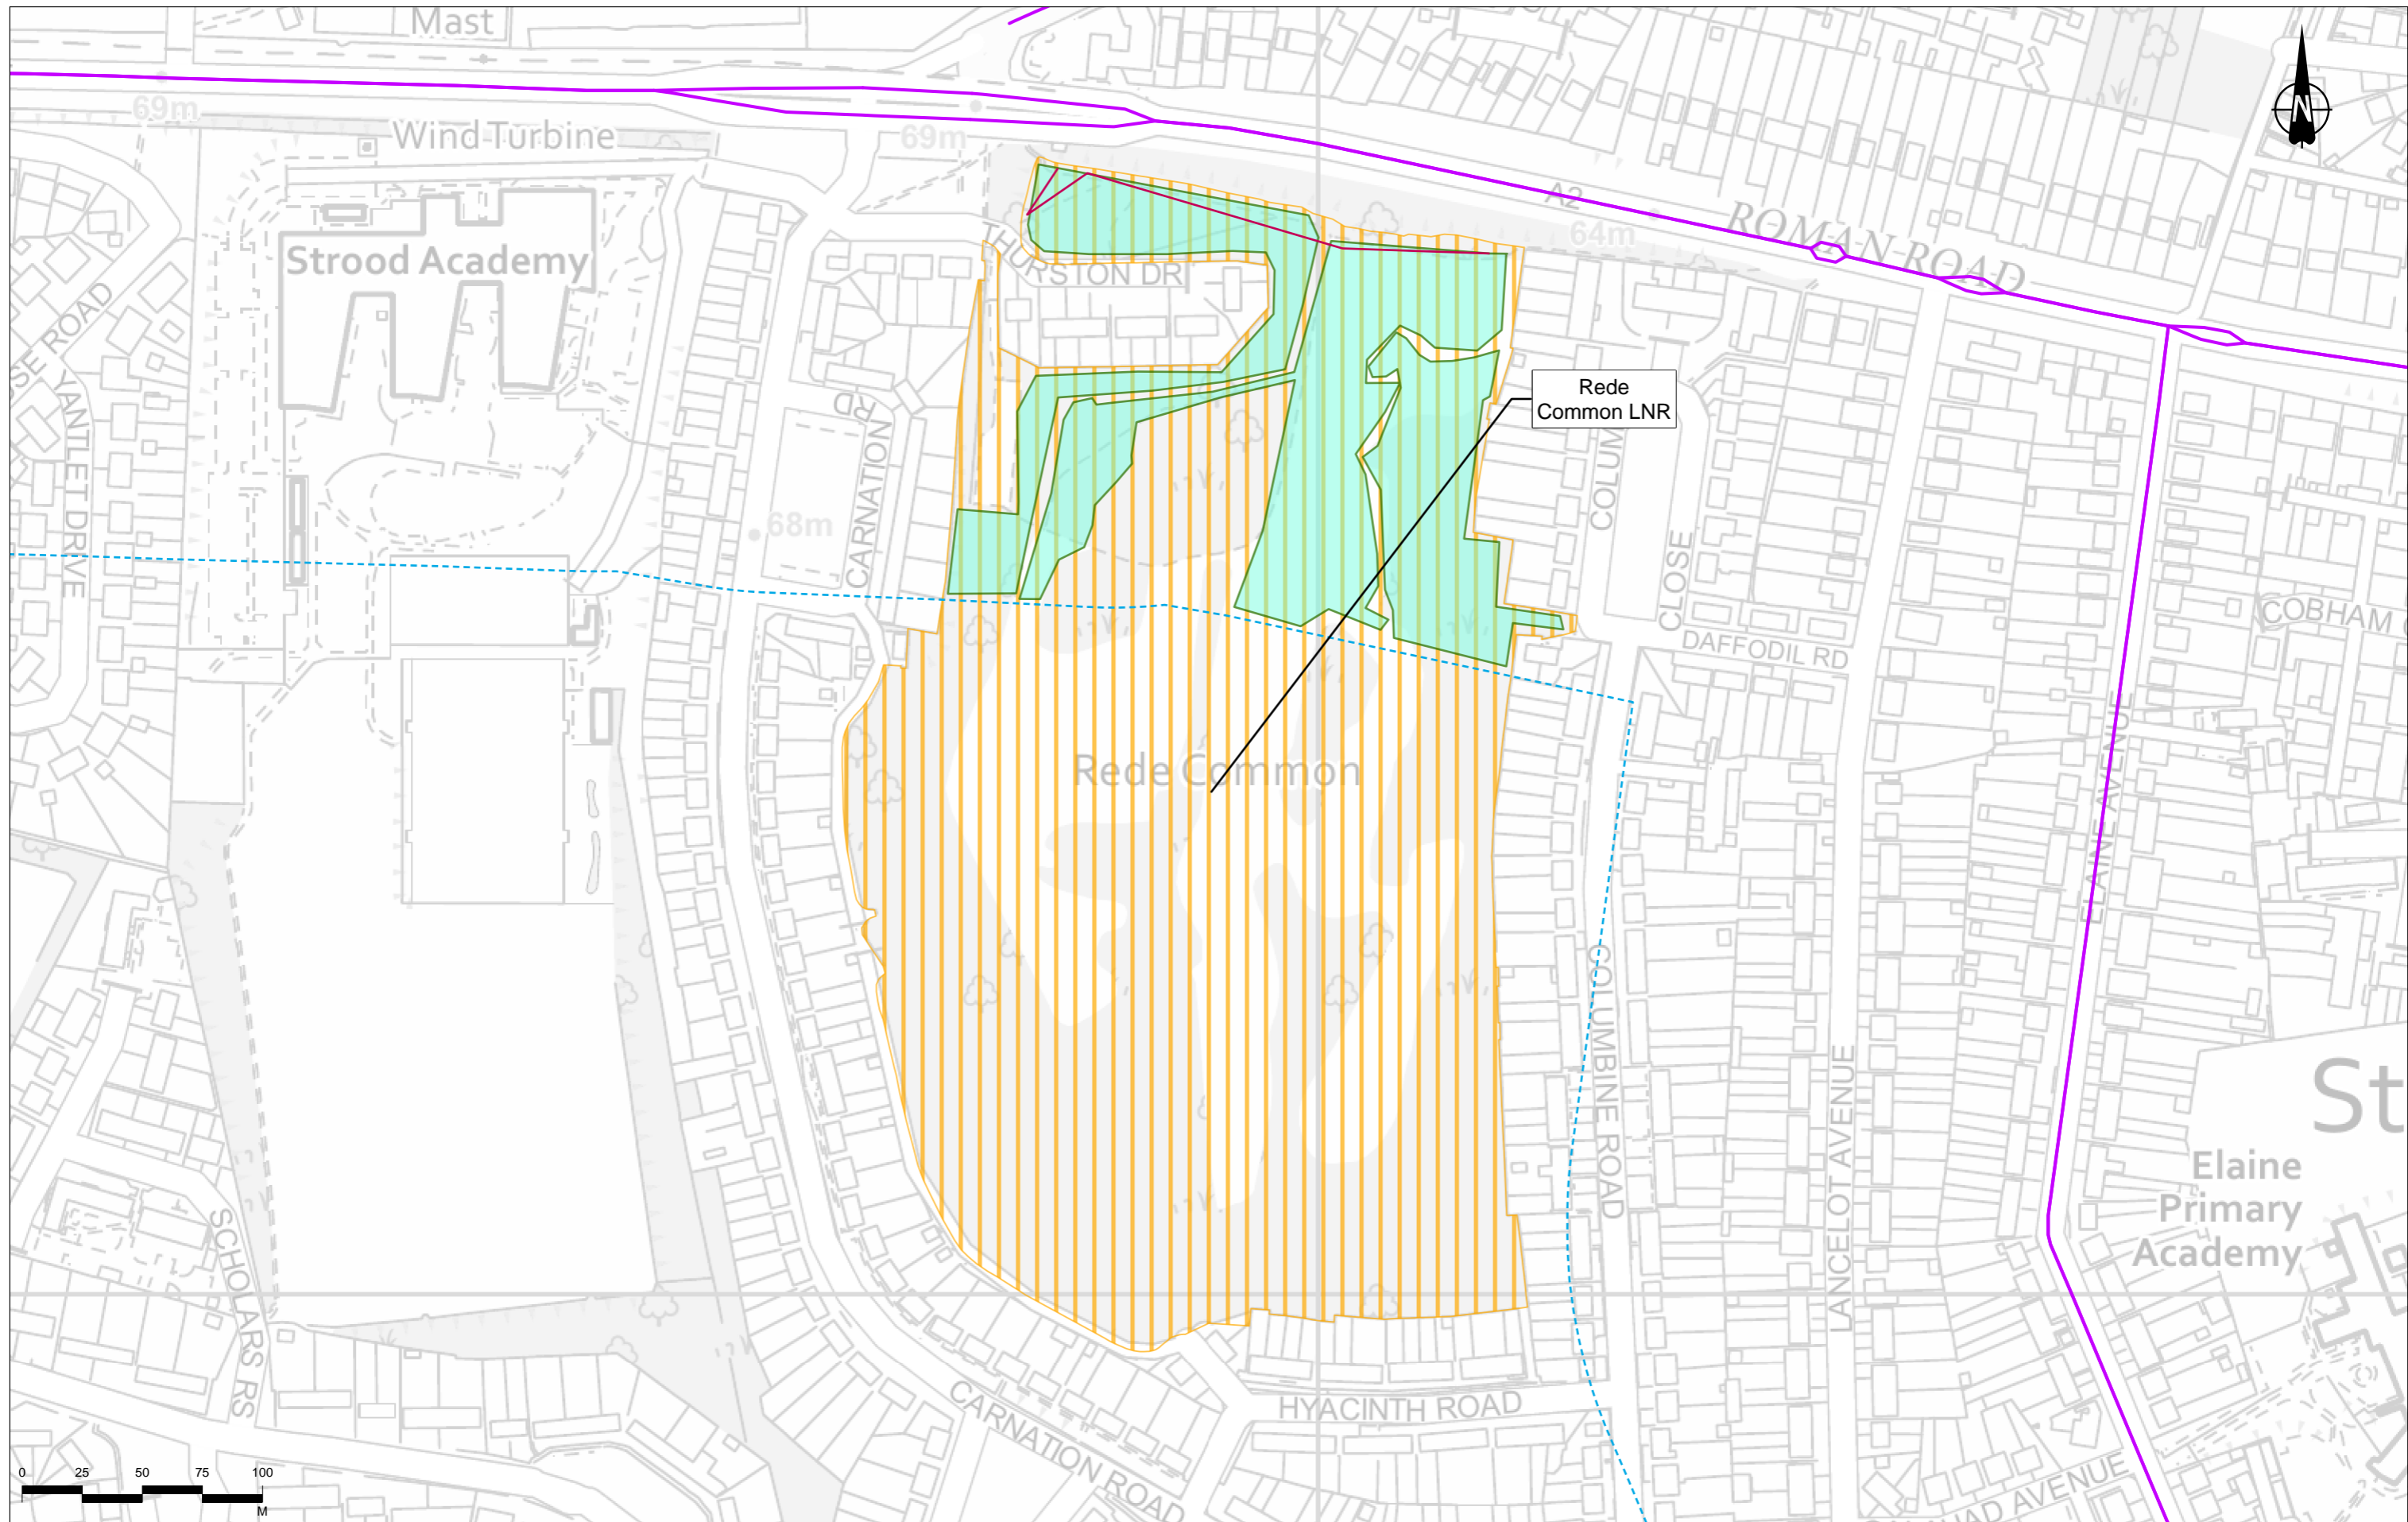 Mast
69m
Wind Turbine
69m
N
A2
ROMAN ROAD
64m
Strood Academy
THURSTON DR
YANTLET DRIVE
CARNATION
RD
68m
Rede
Common LNR
COLUM
CLOSE
DAFFODIL RD
COBHAM
Rede Common
ELAINE AVENUE
COLUMBINE ROAD
LANCELOT AVENUE
St
Elaine
Primary
Academy
SCHOLARS RS
CARNATION ROAD
HYACINTH ROAD
AVENUE
0 25 50 75 100
M